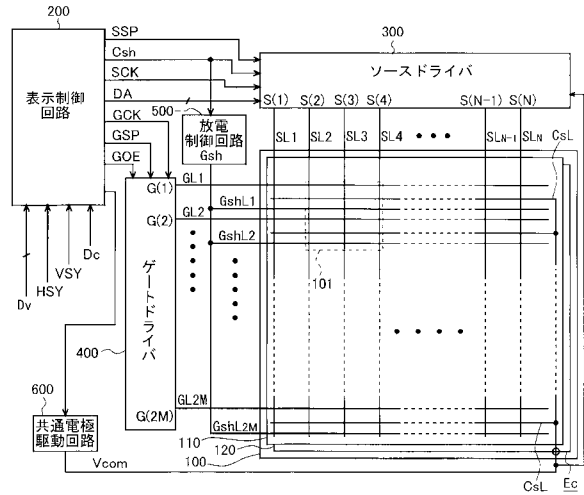 200
SSP
Csh
SCK
DA
GCK
GSP
GOE
表示制御
回路
300
ソースドライバ
S(1) S(2) S(3) S(4) S(N-1) S(N)
500
放電
制御回路
Gsh
SL1 SL2 SL3 SL4 SLN-1 SLN
CsL
G(1)
GL1
GshL1
G(2)
GL2
GshL2
101
Dv
HSY
VSY
Dc
ゲートドライバ
400
G(2M)
GL2M
GshL2M
600
共通電極
駆動回路
Vcom
110
120
100
CsL
Ec